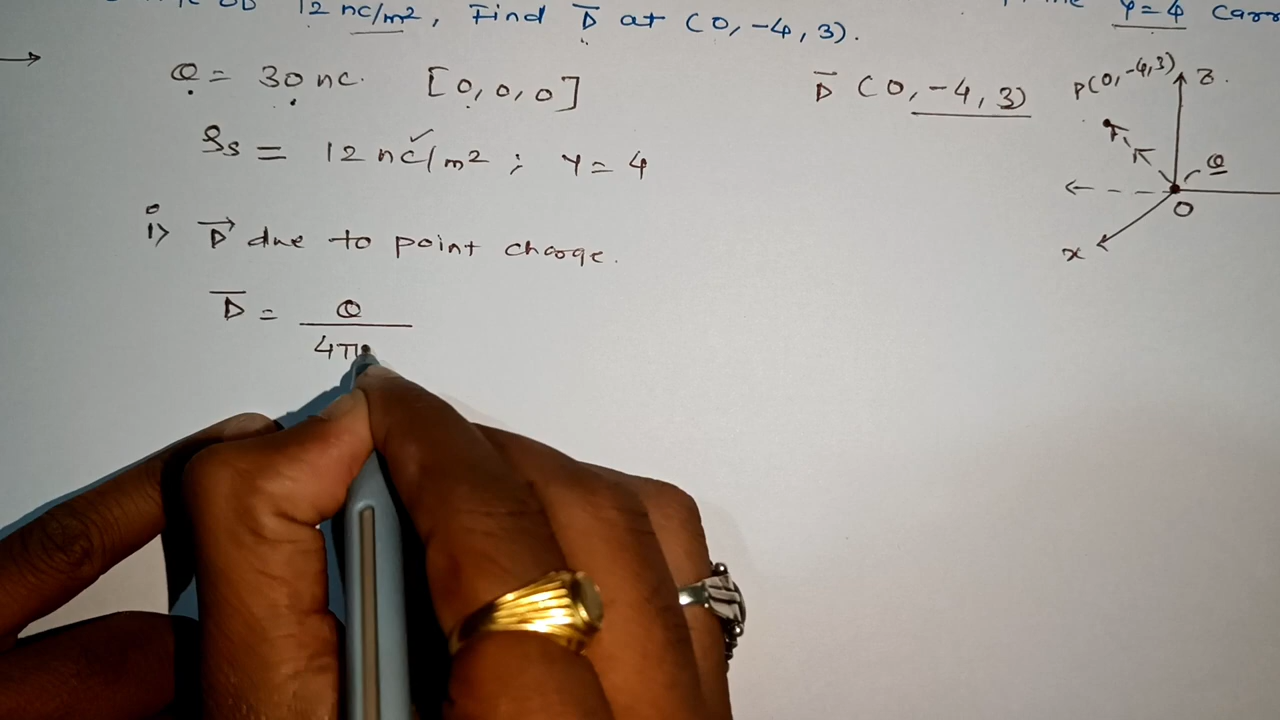 12 nc/m², Find D̅ at (0, -4, 3).
Y=4
→
Q = 30 nc. [0, 0, 0]
D̅ (0, -4, 3)
P(0, -4, 3) Z.
ρs = 12 nc/m² ; Y = 4
Q
O
x
i> D⃗ due to point charge.
D̅ = Q
4π